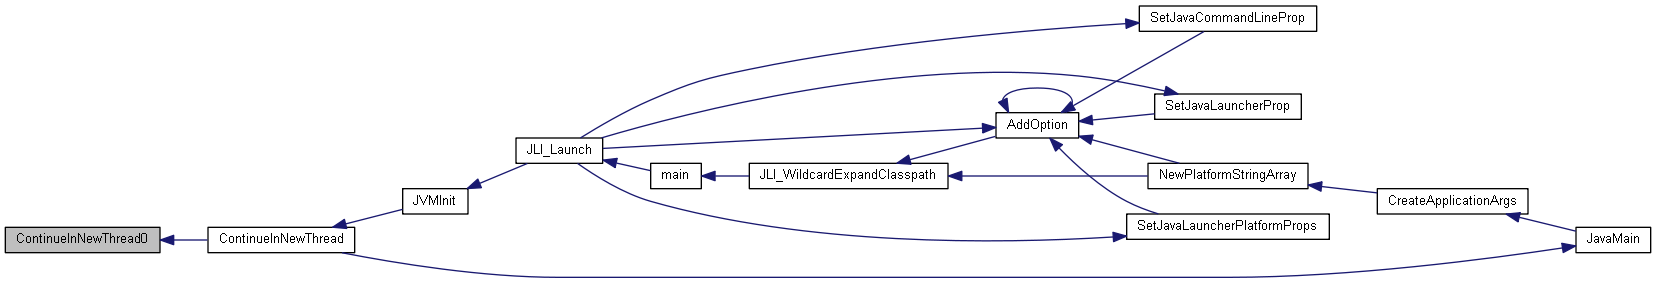 SetJavaCommandLineProp
SetJavaLauncherProp
AddOption
JLI_Launch
main
JLI_WildcardExpandClasspath
NewPlatformStringArray
JVMInit
CreateApplicationArgs
SetJavaLauncherPlatformProps
ContinueInNewThread0
ContinueInNewThread
JavaMain